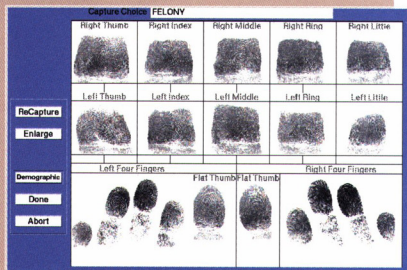 Capture Choice FELONY
Right Thumb Right Index Right Middle Right Ring Right Little
Left Thumb Left Index Left Middle Left Ring Left Little
ReCapture
Enlarge
Left Four Fingers Right Four Fingers
Flat Thumb Flat Thumb
Demographic
Done
Abort